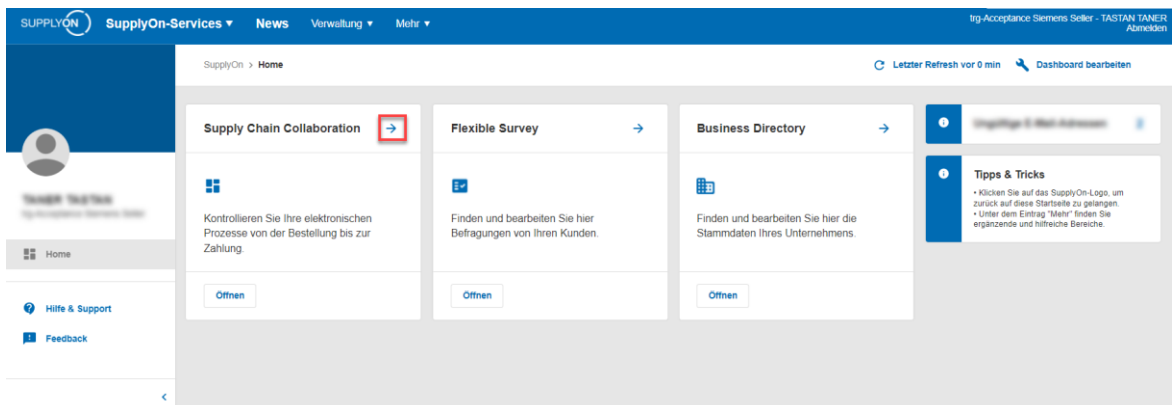 SUPPLYON SupplyOn-Services News Verwaltung Mehr
trg-Acceptance Siemens Seller - TASTAN TANER
Abmelden
SupplyOn > Home
Letzter Refresh vor 0 min Dashboard bearbeiten
Supply Chain Collaboration
Kontrollieren Sie Ihre elektronischen
Prozesse von der Bestellung bis zur
Zahlung.
Öffnen
Flexible Survey
Finden und bearbeiten Sie hier
Befragungen von Ihren Kunden.
Öffnen
Business Directory
Finden und bearbeiten Sie hier die
Stammdaten Ihres Unternehmens.
Öffnen
Tipps & Tricks
• Klicken Sie auf das SupplyOn-Logo, um
zurück auf diese Startseite zu gelangen.
• Unter dem Eintrag "Mehr" finden Sie
ergänzende und hilfreiche Bereiche.
Home
Hilfe & Support
Feedback